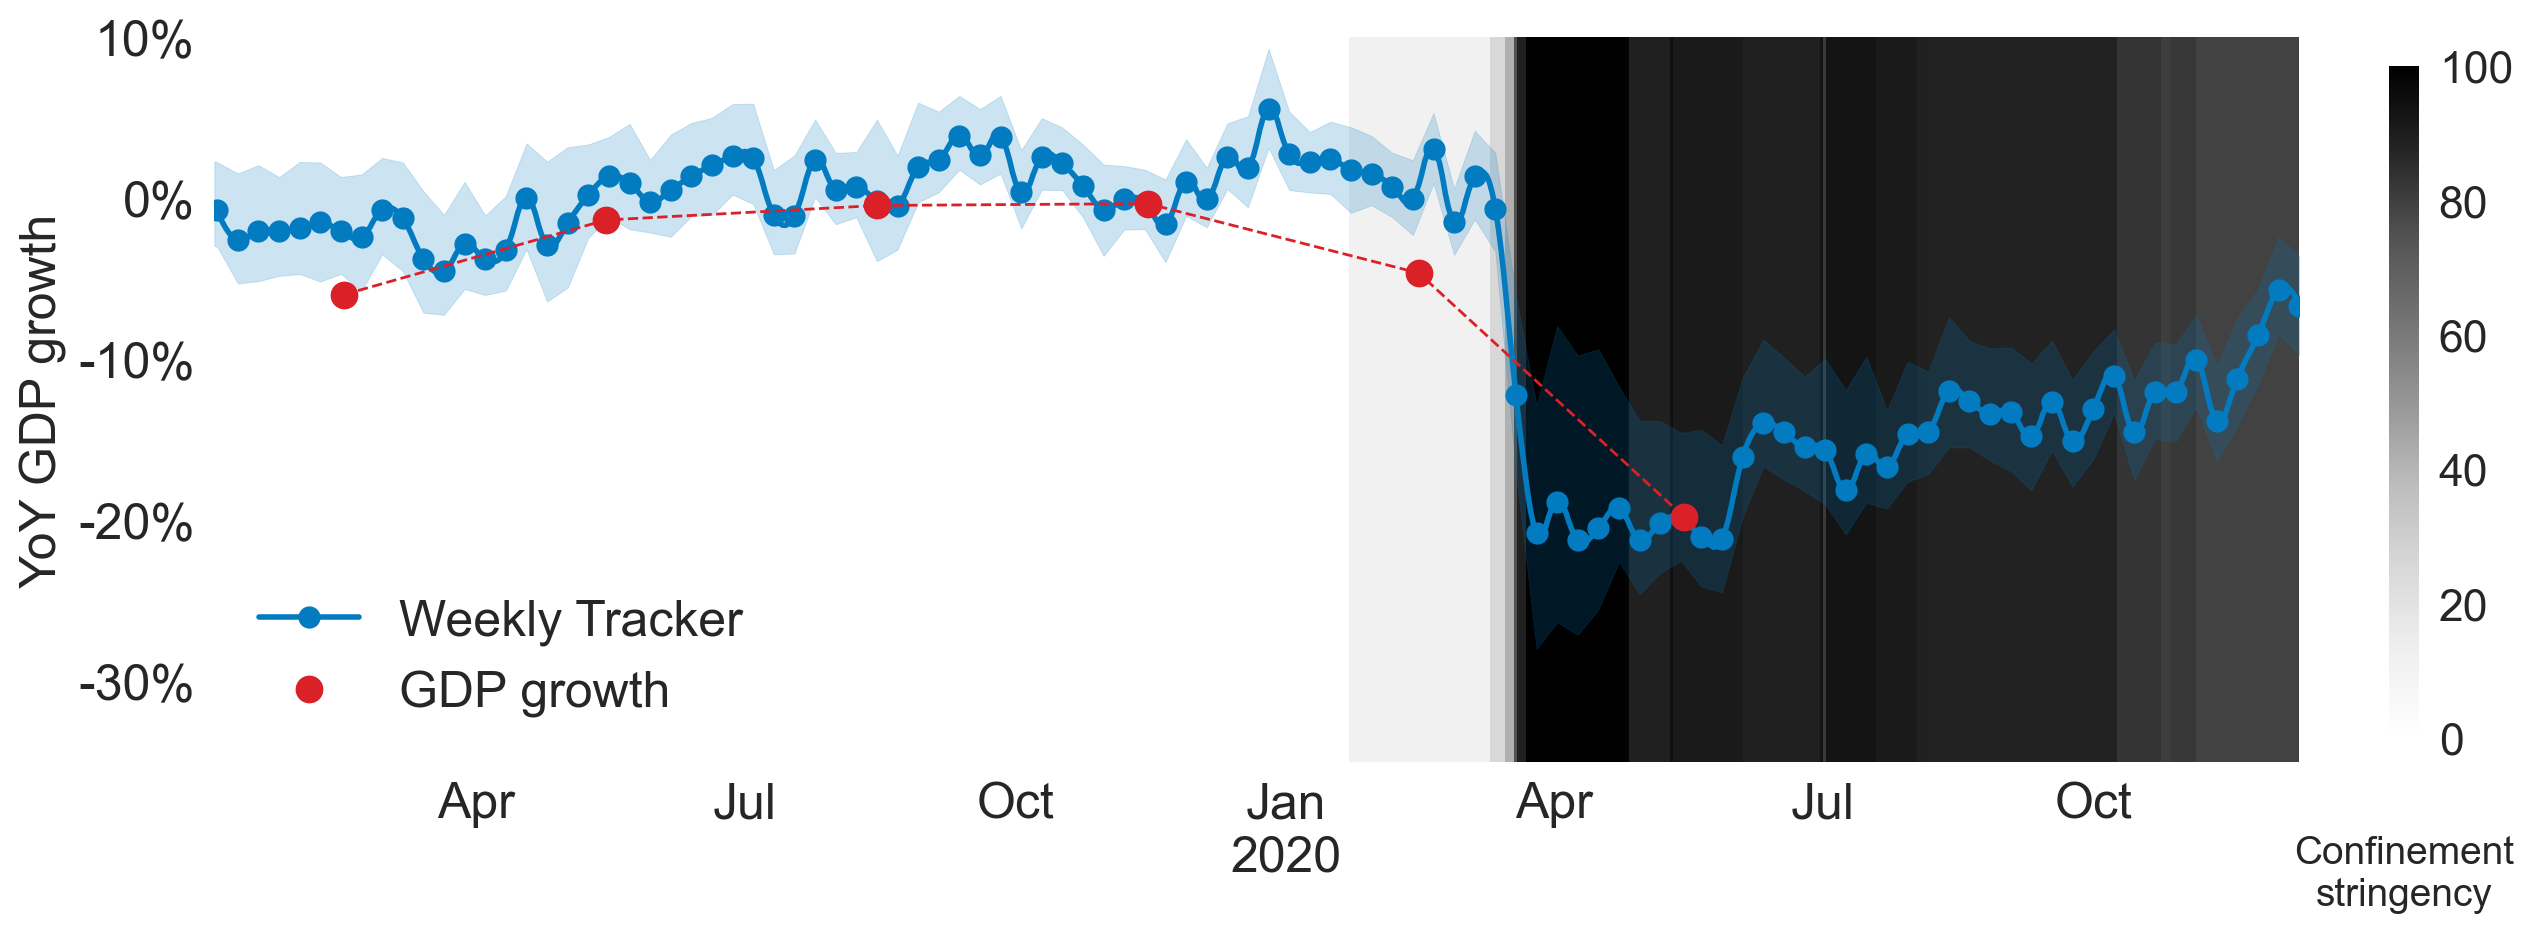 10%
0%
-10%
-20%
-30%
YoY GDP growth
Weekly Tracker
GDP growth
Apr
Jul
Oct
Jan
2020
Apr
Jul
Oct
100
80
60
40
20
0
Confinement
stringency